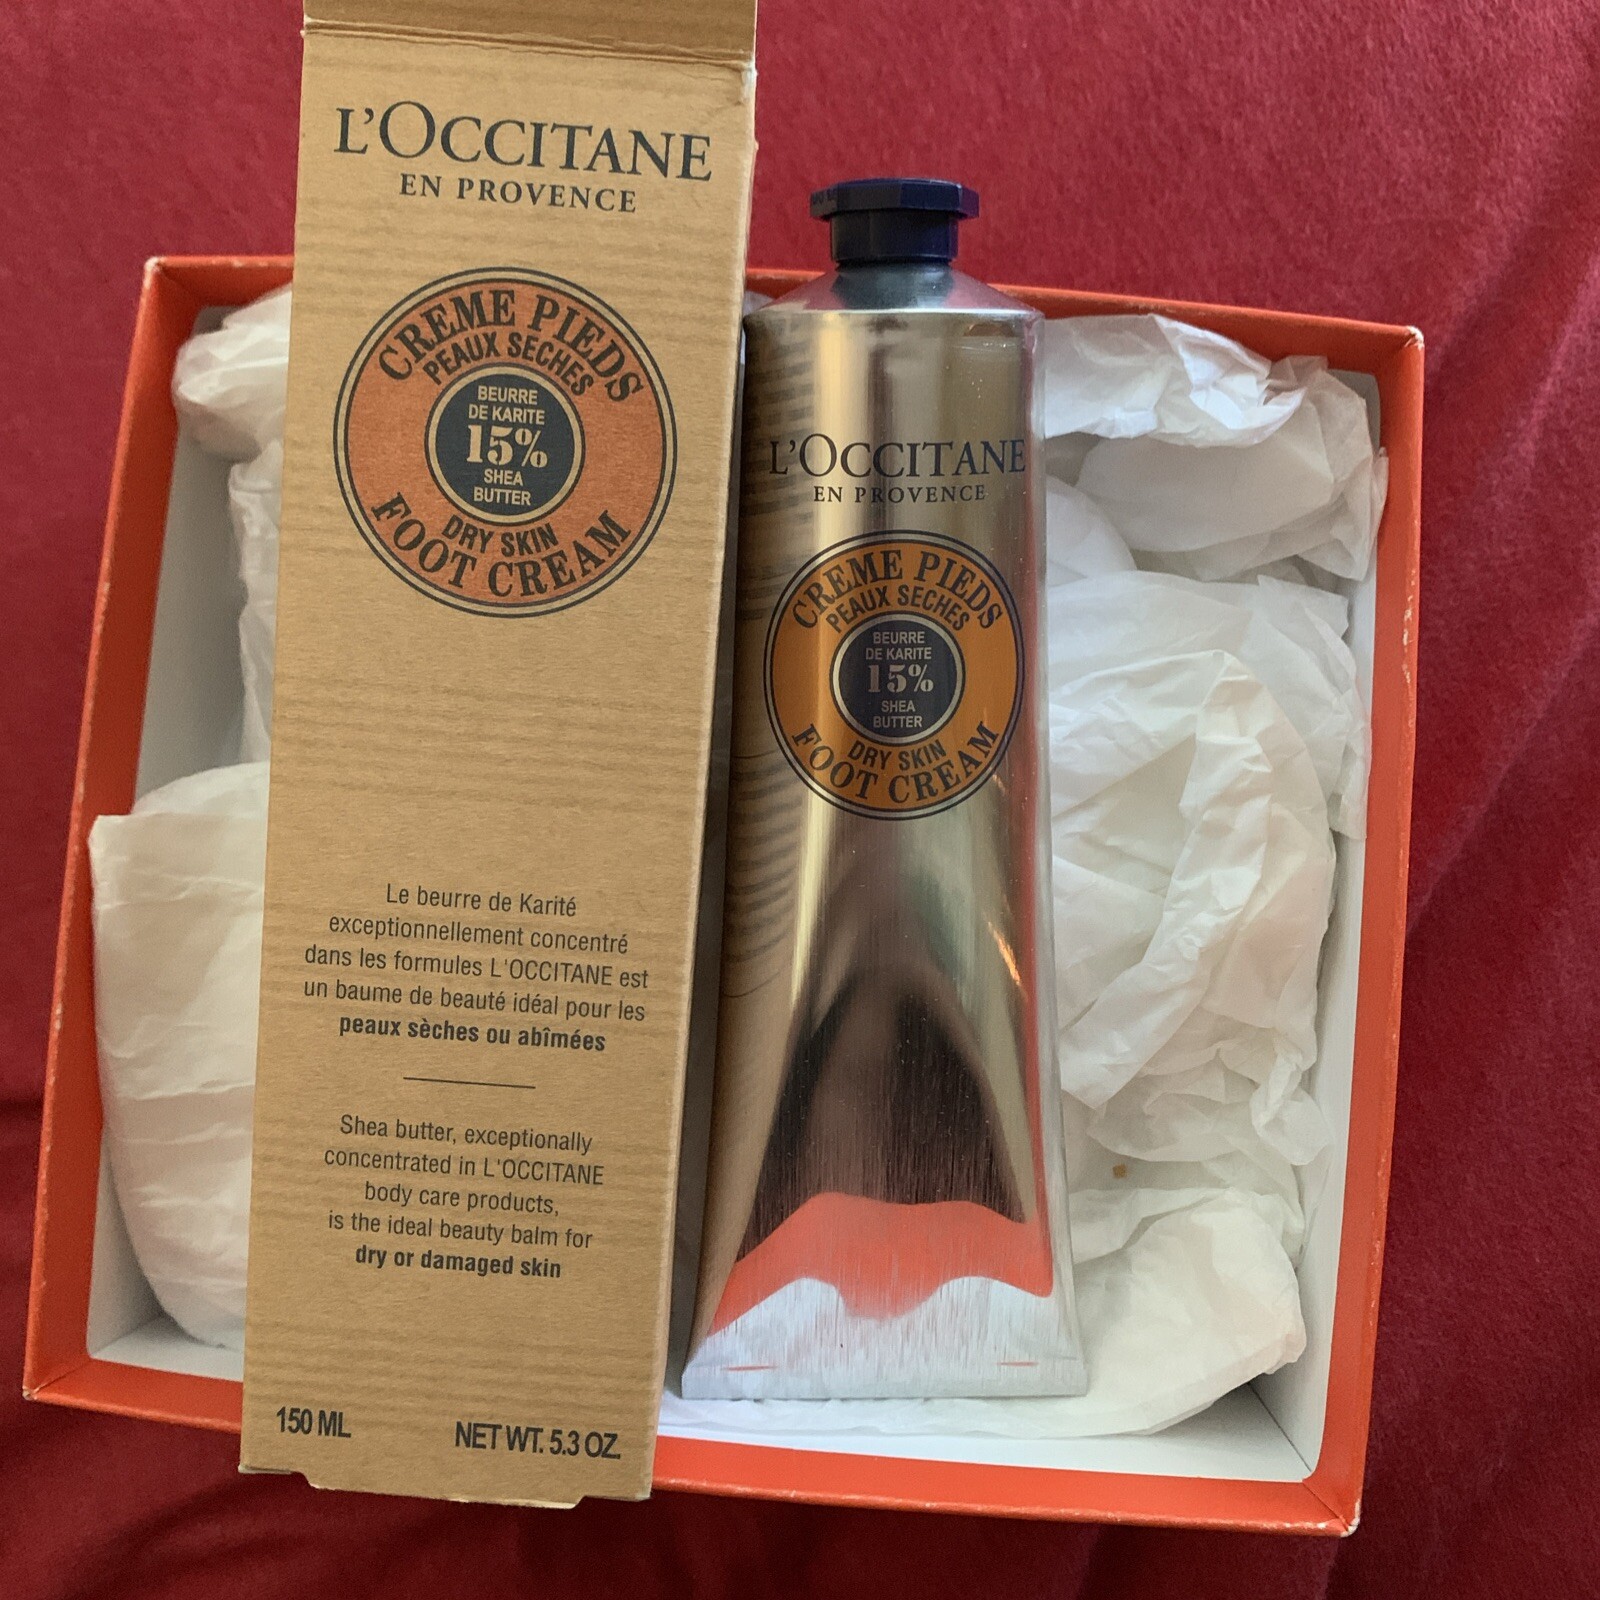 L'OCCITANE
EN PROVENCE
CREME PIEDS
PEAUX SECHES
BEURRE
DE KARITE
15%
SHEA
BUTTER
DRY SKIN
FOOT CREAM
Le beurre de Karité
exceptionnellement concentré
dans les formules L'OCCITANE est
un baume de beauté idéal pour les
peaux sèches ou abîmées
Shea butter, exceptionally
concentrated in L'OCCITANE
body care products,
is the ideal beauty balm for
dry or damaged skin
150 ML
NET WT. 5.3 OZ.
L'OCCITANE
EN PROVENCE
CREME PIEDS
PEAUX SECHES
BEURRE
DE KARITE
15%
SHEA
BUTTER
DRY SKIN
FOOT CREAM